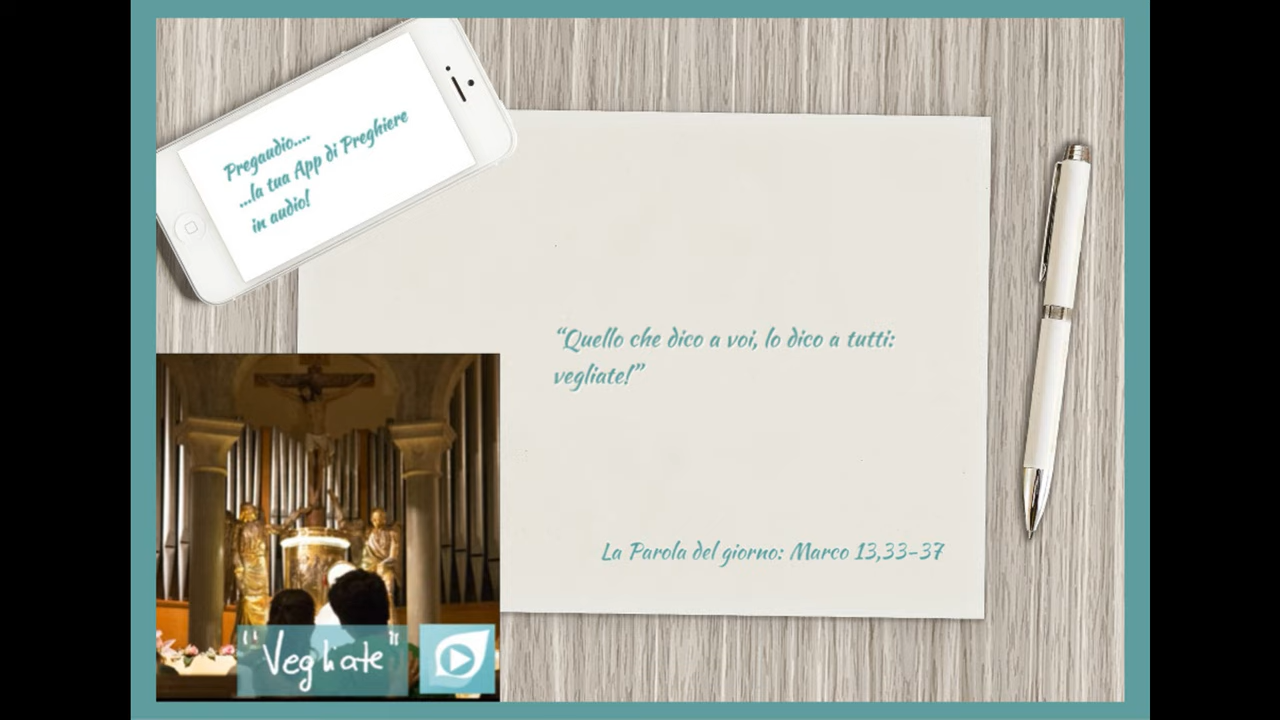 Pregaudio....
...la tua App di Preghiere
in audio!
“Quello che dico a voi, lo dico a tutti:
vegliate!”
La Parola del giorno: Marco 13,33-37
"Vegliate"